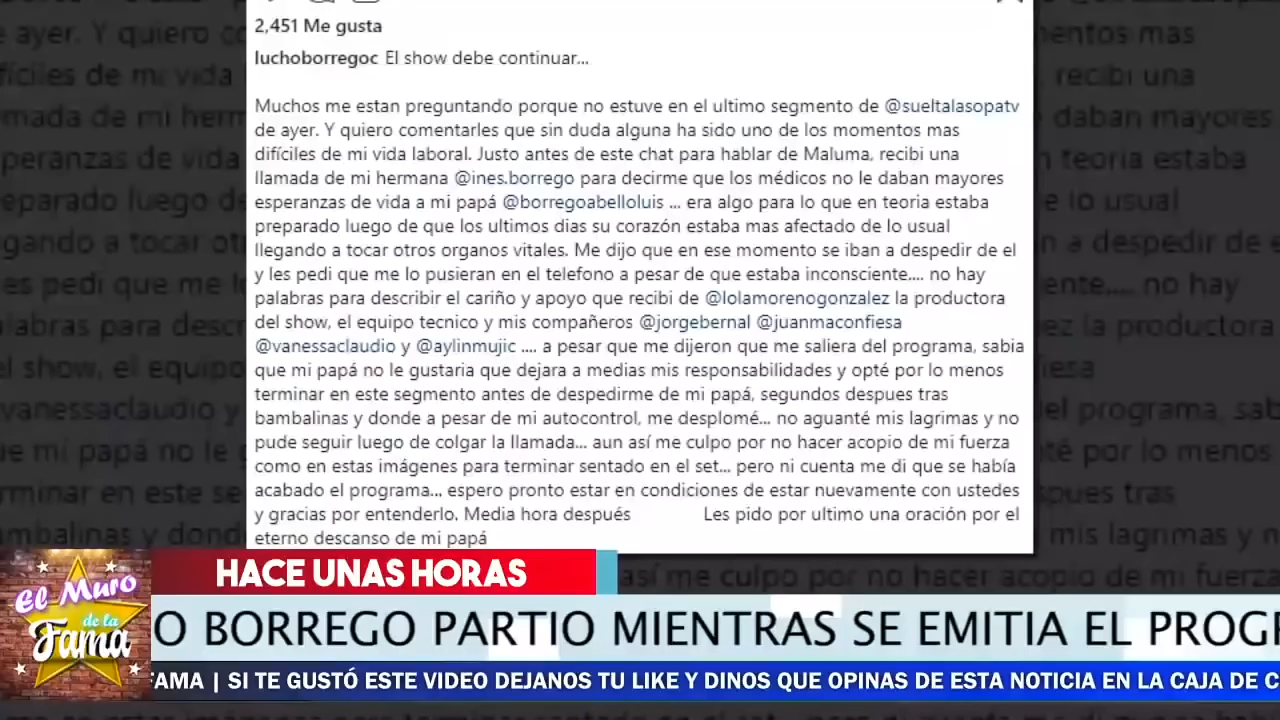 2,451 Me gusta
luchoborregoc El show debe continuar...
Muchos me estan preguntando porque no estuve en el ultimo segmento de @sueltalasopatv
de ayer. Y quiero comentarles que sin duda alguna ha sido uno de los momentos mas
difíciles de mi vida laboral. Justo antes de este chat para hablar de Maluma, recibi una
llamada de mi hermana @ines.borrego para decirme que los médicos no le daban mayores
esperanzas de vida a mi papá @borregoabelloluis ... era algo para lo que en teoria estaba
preparado luego de que los ultimos dias su corazón estaba mas afectado de lo usual
llegando a tocar otros organos vitales. Me dijo que en ese momento se iban a despedir de el
y les pedi que me lo pusieran en el telefono a pesar de que estaba inconsciente.... no hay
palabras para describir el cariño y apoyo que recibi de @lolamorenogonzalez la productora
del show, el equipo tecnico y mis compañeros @jorgebernal @juanmaconfiesa
@vanessaclaudio y @aylinmujic .... a pesar que me dijeron que me saliera del programa, sabia
que mi papá no le gustaria que dejara a medias mis responsabilidades y opté por lo menos
terminar en este segmento antes de despedirme de mi papá, segundos despues tras
bambalinas y donde a pesar de mi autocontrol, me desplomé... no aguanté mis lagrimas y no
pude seguir luego de colgar la llamada... aun así me culpo por no hacer acopio de mi fuerza
como en estas imágenes para terminar sentado en el set... pero ni cuenta me di que se había
acabado el programa... espero pronto estar en condiciones de estar nuevamente con ustedes
y gracias por entenderlo. Media hora después Les pido por ultimo una oración por el
eterno descanso de mi papá
HACE UNAS HORAS
El Muro
de la
Fama
O BORREGO PARTIO MIENTRAS SE EMITIA EL PROG
FAMA | SI TE GUSTÓ ESTE VIDEO DEJANOS TU LIKE Y DINOS QUE OPINAS DE ESTA NOTICIA EN LA CAJA DE C